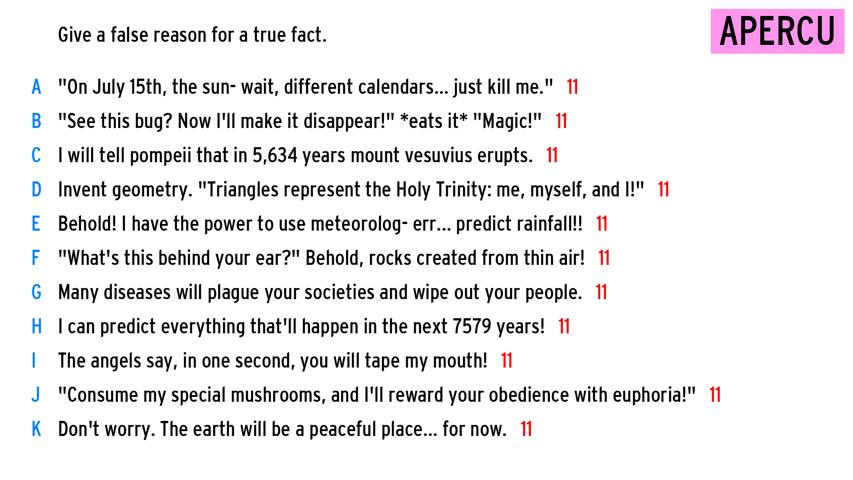 Give a false reason for a true fact.
APERCU
A "On July 15th, the sun- wait, different calendars... just kill me." 11
B "See this bug? Now I'll make it disappear!" *eats it* "Magic!" 11
C I will tell pompeii that in 5,634 years mount vesuvius erupts. 11
D Invent geometry. "Triangles represent the Holy Trinity: me, myself, and I!" 11
E Behold! I have the power to use meteorolog- err... predict rainfall!! 11
F "What's this behind your ear?" Behold, rocks created from thin air! 11
G Many diseases will plague your societies and wipe out your people. 11
H I can predict everything that'll happen in the next 7579 years! 11
I The angels say, in one second, you will tape my mouth! 11
J "Consume my special mushrooms, and I'll reward your obedience with euphoria!" 11
K Don't worry. The earth will be a peaceful place... for now. 11